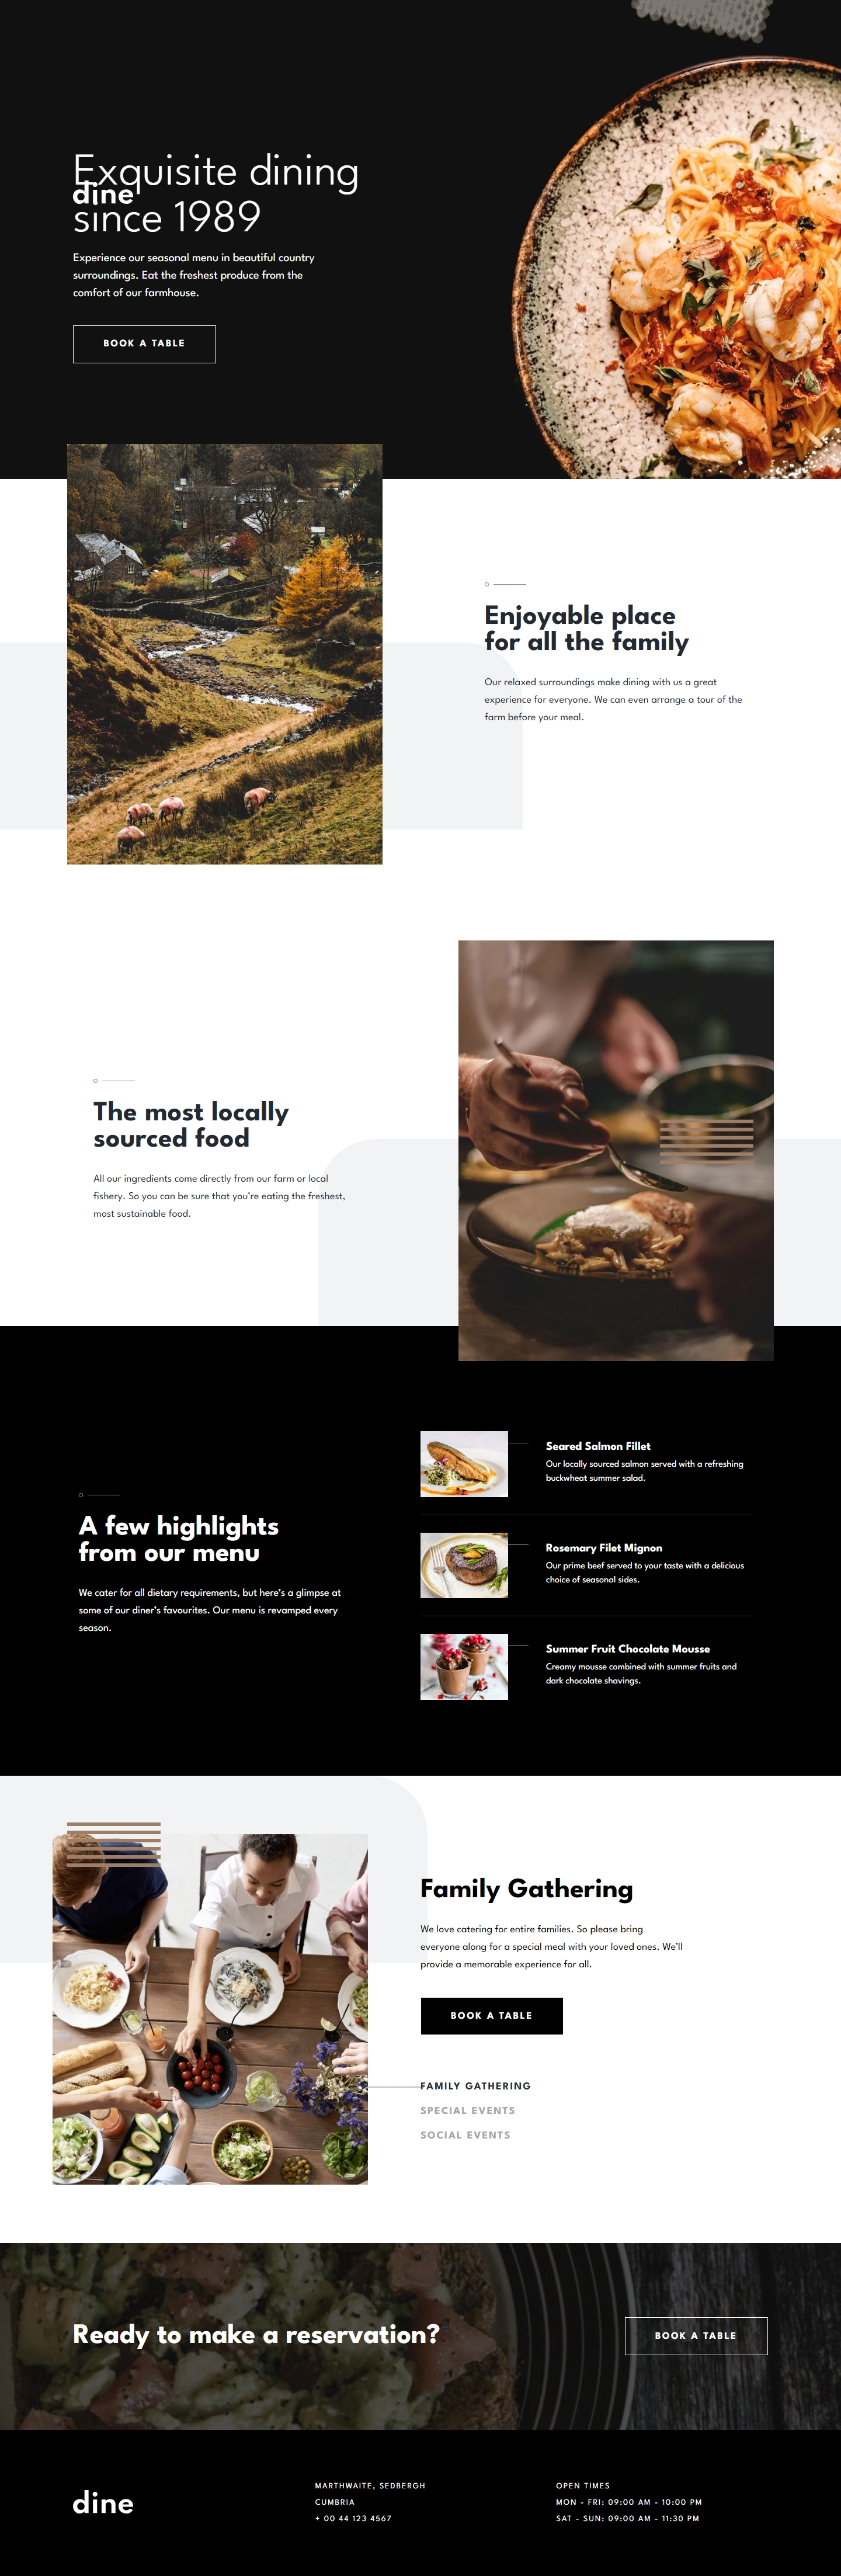 Exquisite dining
dine
since 1989
Experience our seasonal menu in beautiful country
surroundings. Eat the freshest produce from the
comfort of our farmhouse.
BOOK A TABLE
Enjoyable place
for all the family
Our relaxed surroundings make dining with us a great
experience for everyone. We can even arrange a tour of the
farm before your meal.
The most locally
sourced food
All our ingredients come directly from our farm or local
fishery. So you can be sure that you’re eating the freshest,
most sustainable food.
A few highlights
from our menu
We cater for all dietary requirements, but here’s a glimpse at
some of our diner’s favourites. Our menu is revamped every
season.
Seared Salmon Fillet
Our locally sourced salmon served with a refreshing
buckwheat summer salad.
Rosemary Filet Mignon
Our prime beef served to your taste with a delicious
choice of seasonal sides.
Summer Fruit Chocolate Mousse
Creamy mousse combined with summer fruits and
dark chocolate shavings.
Family Gathering
We love catering for entire families. So please bring
everyone along for a special meal with your loved ones. We’ll
provide a memorable experience for all.
BOOK A TABLE
FAMILY GATHERING
SPECIAL EVENTS
SOCIAL EVENTS
Ready to make a reservation?
BOOK A TABLE
dine
MARTHWAITE, SEDBERGH
CUMBRIA
+ 00 44 123 4567
OPEN TIMES
MON - FRI: 09:00 AM - 10:00 PM
SAT - SUN: 09:00 AM - 11:30 PM